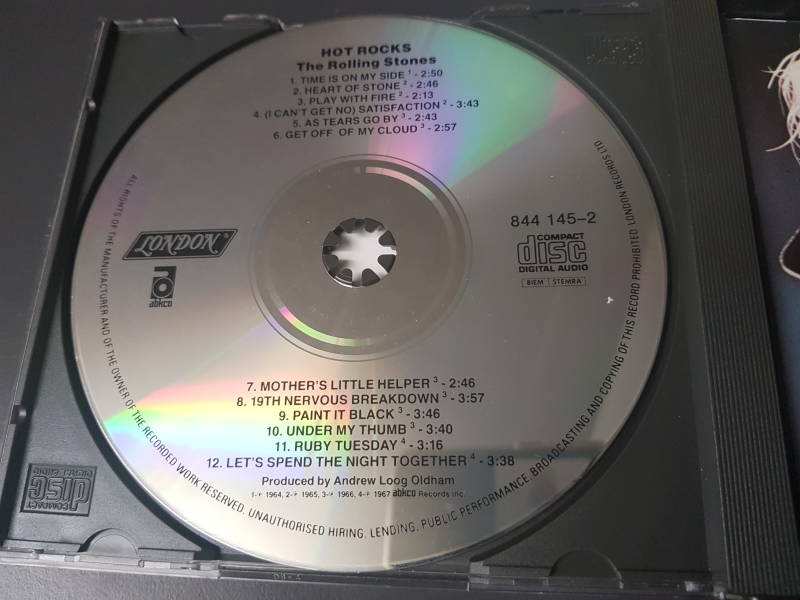 HOT ROCKS
The Rolling Stones
1. TIME IS ON MY SIDE ¹ - 2:50
2. HEART OF STONE ² - 2:46
3. PLAY WITH FIRE ² - 2:13
4. (I CAN'T GET NO) SATISFACTION ² - 3:43
5. AS TEARS GO BY ³ - 2:43
6. GET OFF OF MY CLOUD ³ - 2:57
LONDON ®
abkco
844 145-2
COMPACT
disc
DIGITAL AUDIO
BIEM STEMRA
7. MOTHER'S LITTLE HELPER ³ - 2:46
8. 19TH NERVOUS BREAKDOWN ³ - 3:57
9. PAINT IT BLACK ³ - 3:46
10. UNDER MY THUMB ³ - 3:40
11. RUBY TUESDAY ⁴ - 3:16
12. LET'S SPEND THE NIGHT TOGETHER ⁴ - 3:38
Produced by Andrew Loog Oldham
1-℗ 1964, 2-℗ 1965, 3-℗ 1966, 4-℗ 1967 abkco Records Inc.
ALL RIGHTS OF THE MANUFACTURER AND OF THE OWNER OF THE RECORDED WORK RESERVED. UNAUTHORISED HIRING, LENDING, PUBLIC PERFORMANCE, BROADCASTING AND COPYING OF THIS RECORD PROHIBITED LONDON RECORDS LTD.
COMPACT
disc
DIGITAL AUDIO